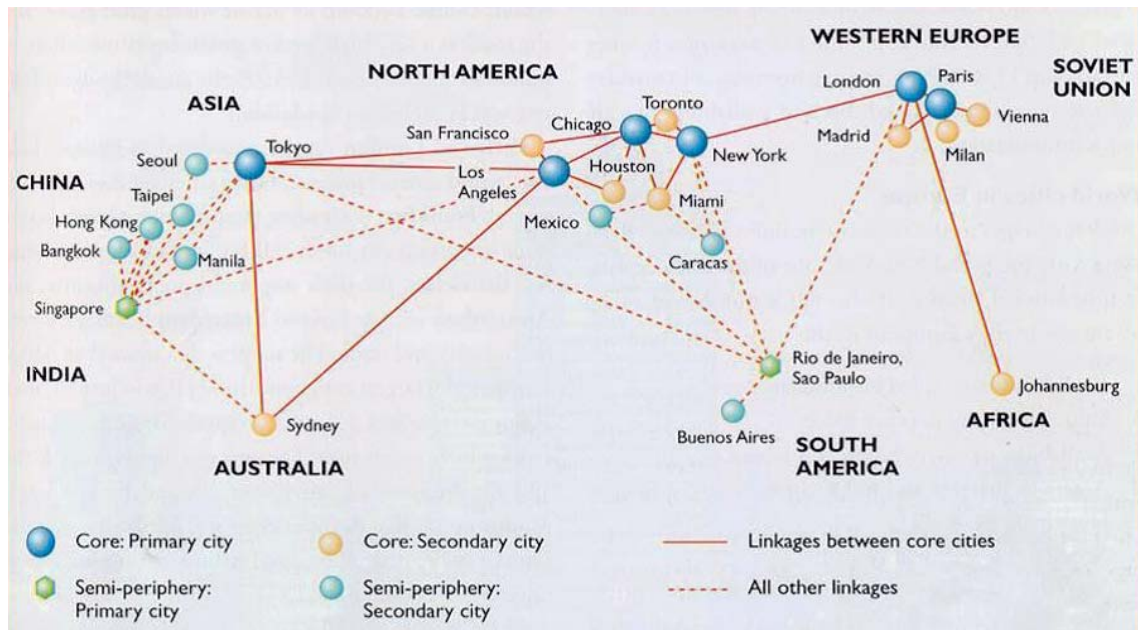 WESTERN EUROPE
SOVIET
UNION
NORTH AMERICA
ASIA
London
Paris
Toronto
Chicago
San Francisco
Madrid
Vienna
Milan
Seoul
Tokyo
Los
Angeles
Houston
New York
CHINA
Taipei
Hong Kong
Bangkok
Manila
Mexico
Miami
Caracas
Singapore
INDIA
Rio de Janeiro,
Sao Paulo
Johannesburg
AFRICA
Sydney
Buenos Aires
AUSTRALIA
SOUTH
AMERICA
Core: Primary city
Core: Secondary city
Linkages between core cities
Semi-periphery:
Primary city
Semi-periphery:
Secondary city
All other linkages